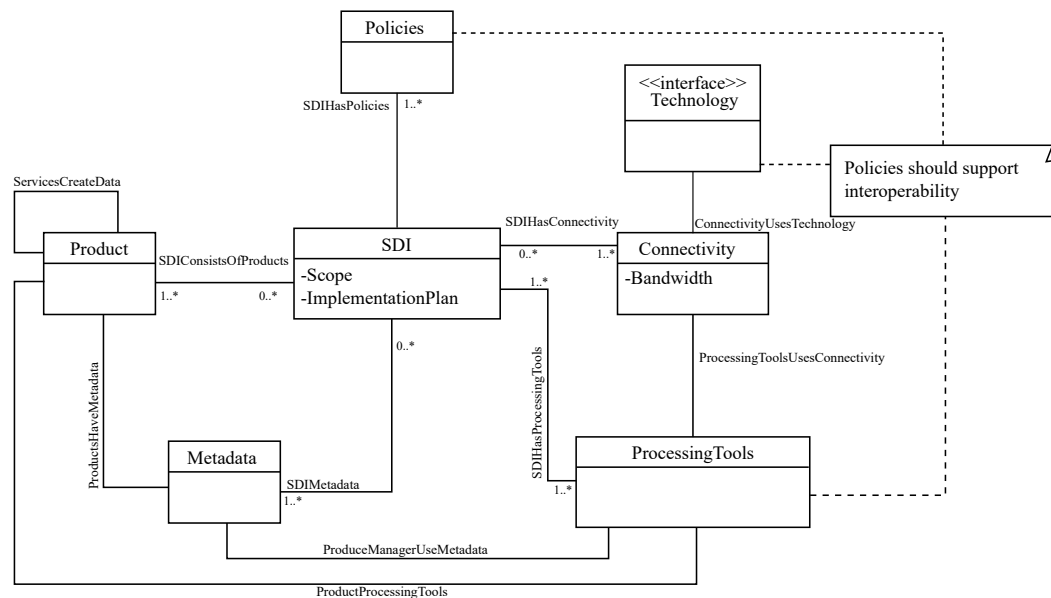 Policies
<<interface>>
Technology
SDIHasPolicies
1..*
Policies should support
interoperability
ServicesCreateData
SDIHasConnectivity
ConnectivityUsesTechnology
Product
SDI
Connectivity
SDIConsistsOfProducts
0..*
1..*
-Scope
-ImplementationPlan
-Bandwidth
1..*
0..*
1..*
0..*
ProcessingToolsUsesConnectivity
ProductsHaveMetadata
SDIHasProcessingTools
Metadata
ProcessingTools
SDIMetadata
1..*
1..*
ProduceManagerUseMetadata
ProductProcessingTools